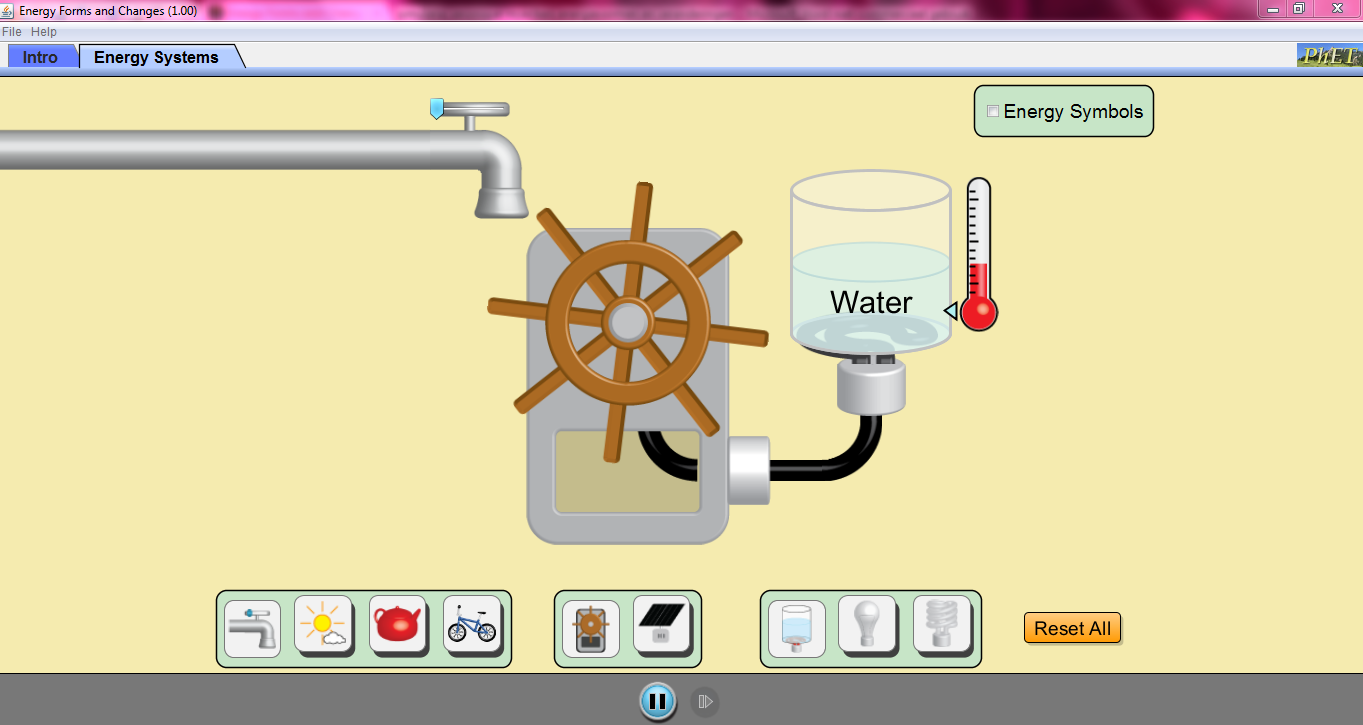 Energy Forms and Changes (1.00)
File Help
Intro Energy Systems
PhET
Energy Symbols
Water
Reset All